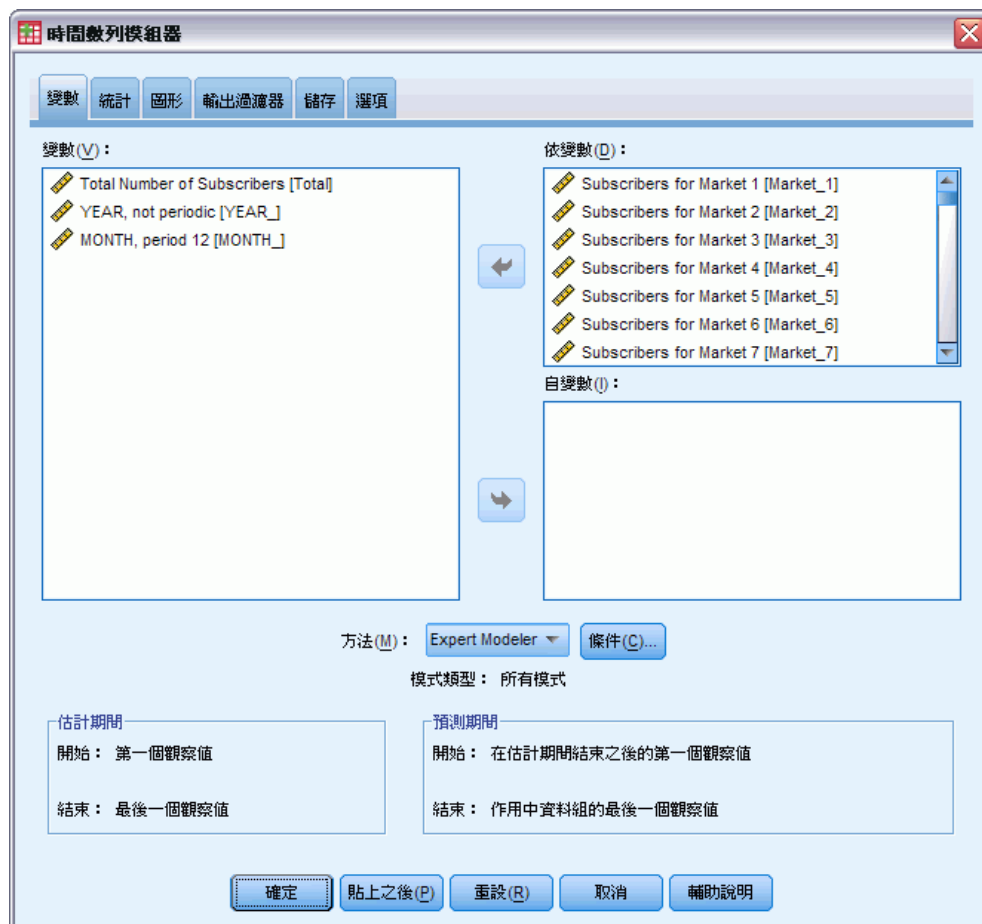 時間數列模組器
變數 統計 圖形 輸出過濾器 儲存 選項
變數(V)：
Total Number of Subscribers [Total]
YEAR, not periodic [YEAR_]
MONTH, period 12 [MONTH_]
依變數(D)：
Subscribers for Market 1 [Market_1]
Subscribers for Market 2 [Market_2]
Subscribers for Market 3 [Market_3]
Subscribers for Market 4 [Market_4]
Subscribers for Market 5 [Market_5]
Subscribers for Market 6 [Market_6]
Subscribers for Market 7 [Market_7]
自變數(I)：
方法(M)： Expert Modeler 條件(C)...
模式類型： 所有模式
估計期間
開始： 第一個觀察值
結束： 最後一個觀察值
預測期間
開始： 在估計期間結束之後的第一個觀察值
結束： 作用中資料組的最後一個觀察值
確定 貼上之後(P) 重設(R) 取消 輔助說明